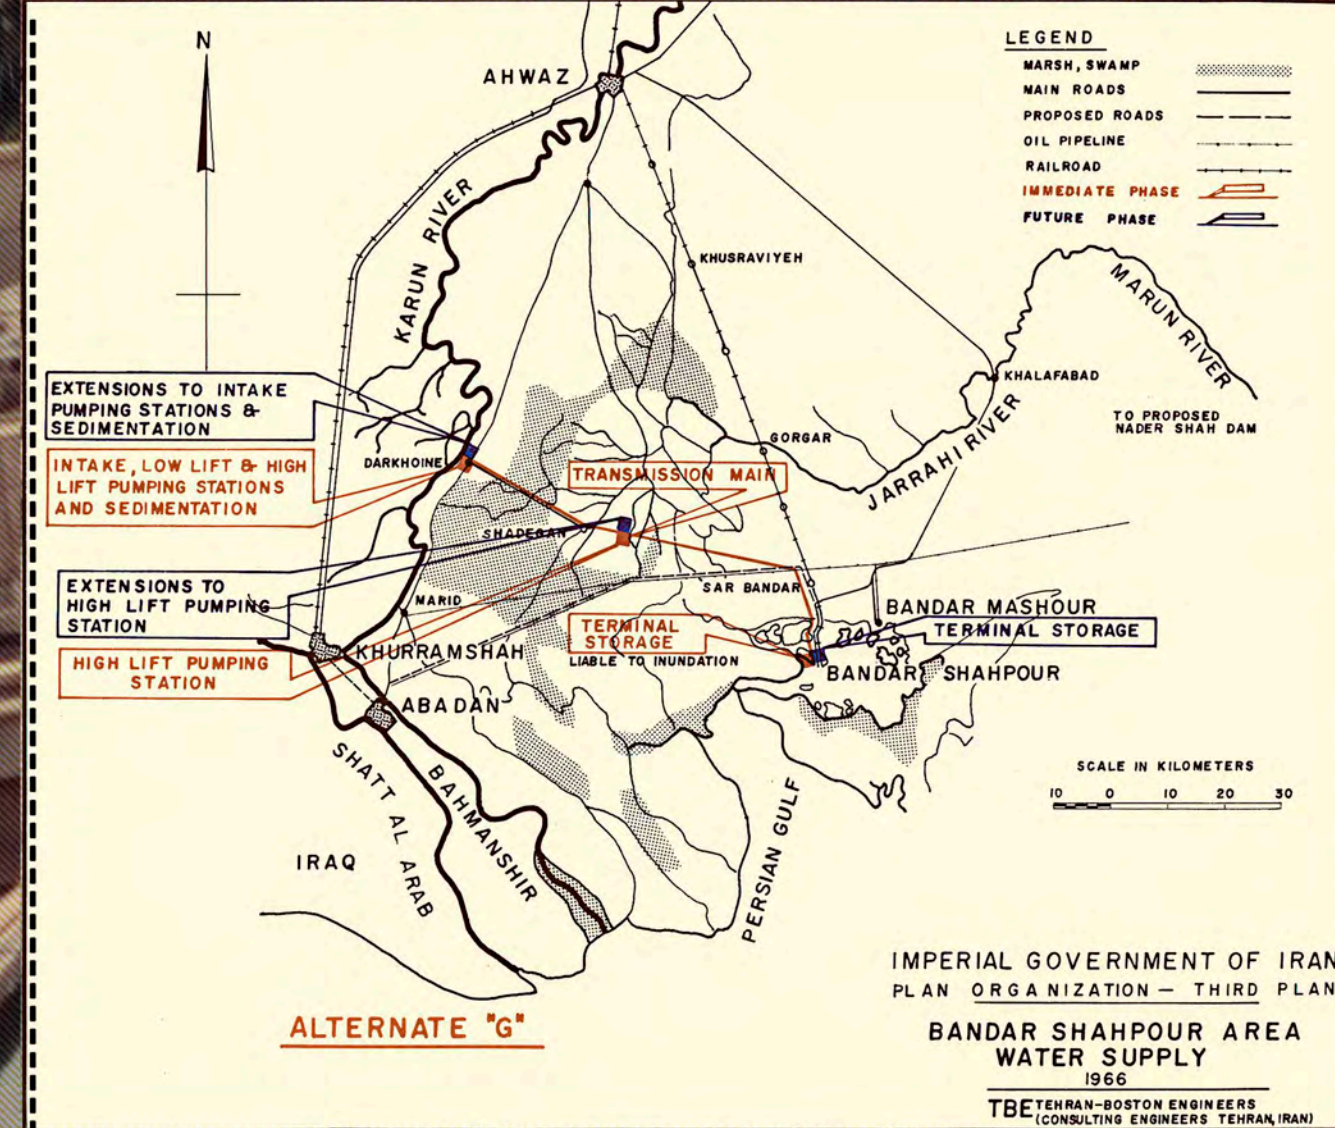 N
AHWAZ
LEGEND
MARSH, SWAMP
MAIN ROADS
PROPOSED ROADS
OIL PIPELINE
RAILROAD
IMMEDIATE PHASE
FUTURE PHASE
KARUN RIVER
KHUSRAVIYEH
MARUN RIVER
KHALAFABAD
TO PROPOSED
NADER SHAH DAM
JARRAHI RIVER
GORGAR
EXTENSIONS TO INTAKE
PUMPING STATIONS &
SEDIMENTATION
DARKHOINE
INTAKE, LOW LIFT & HIGH
LIFT PUMPING STATIONS
AND SEDIMENTATION
TRANSMISSION MAIN
SHADEGAN
EXTENSIONS TO
HIGH LIFT PUMPING
STATION
MARID
SAR BANDAR
BANDAR MASHOUR
TERMINAL
STORAGE
TERMINAL STORAGE
LIABLE TO INUNDATION
HIGH LIFT PUMPING
STATION
KHURRAMSHAH
BANDAR SHAHPOUR
ABADAN
SHATT AL ARAB
BAHMANSHIR
PERSIAN GULF
IRAQ
SCALE IN KILOMETERS
10 0 10 20 30
ALTERNATE "G"
IMPERIAL GOVERNMENT OF IRAN
PLAN ORGANIZATION — THIRD PLAN
BANDAR SHAHPOUR AREA
WATER SUPPLY
1966
TBE TEHRAN-BOSTON ENGINEERS
(CONSULTING ENGINEERS TEHRAN, IRAN)